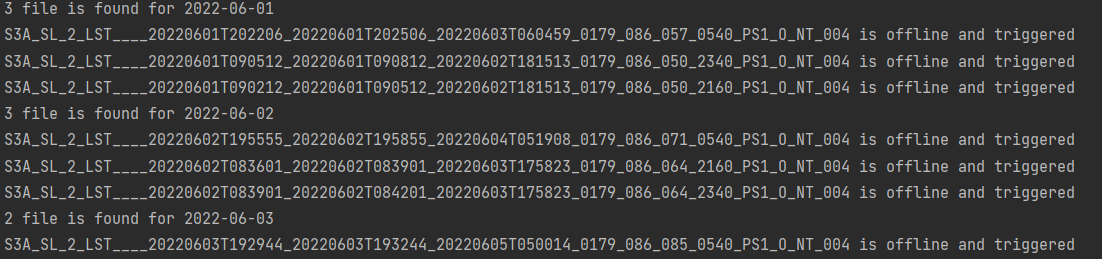 3 file is found for 2022-06-01
S3A_SL_2_LST____20220601T202206_20220601T202506_20220603T060459_0179_086_057_0540_PS1_O_NT_004 is offline and triggered
S3A_SL_2_LST____20220601T090512_20220601T090812_20220602T181513_0179_086_050_2340_PS1_O_NT_004 is offline and triggered
S3A_SL_2_LST____20220601T090212_20220601T090512_20220602T181513_0179_086_050_2160_PS1_O_NT_004 is offline and triggered
3 file is found for 2022-06-02
S3A_SL_2_LST____20220602T195555_20220602T195855_20220604T051908_0179_086_071_0540_PS1_O_NT_004 is offline and triggered
S3A_SL_2_LST____20220602T083601_20220602T083901_20220603T175823_0179_086_064_2160_PS1_O_NT_004 is offline and triggered
S3A_SL_2_LST____20220602T083901_20220602T084201_20220603T175823_0179_086_064_2340_PS1_O_NT_004 is offline and triggered
2 file is found for 2022-06-03
S3A_SL_2_LST____20220603T192944_20220603T193244_20220605T050014_0179_086_085_0540_PS1_O_NT_004 is offline and triggered